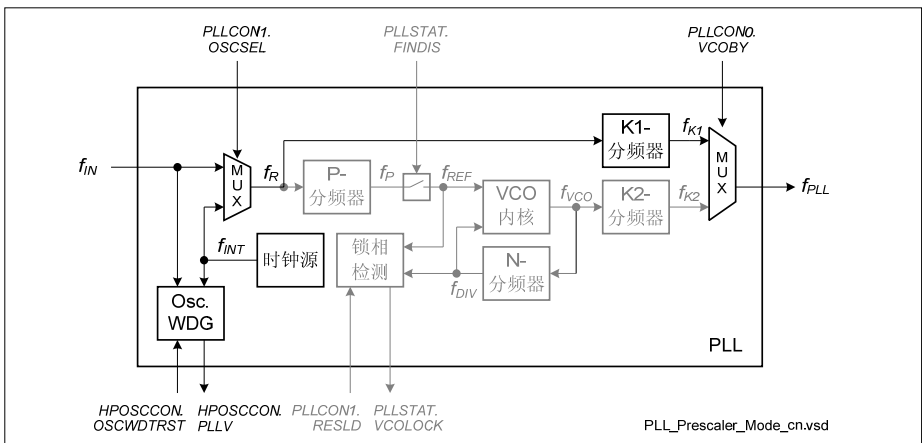 PLLCON1.
OSCSEL
PLLSTAT.
FINDIS
PLLCON0.
VCOBY
K1-
分频器
fK1
fIN
MUX
fR
P-
分频器
fP
fREF
VCO
内核
fVCO
K2-
分频器
fK2
MUX
fPLL
fINT
时钟源
锁相
检测
fDIV
N-
分频器
Osc.
WDG
PLL
HPOSCCON.
OSCWDTRST
HPOSCCON.
PLLV
PLLCON1.
RESLD
PLLSTAT.
VCOLOCK
PLL_Prescaler_Mode_cn.vsd